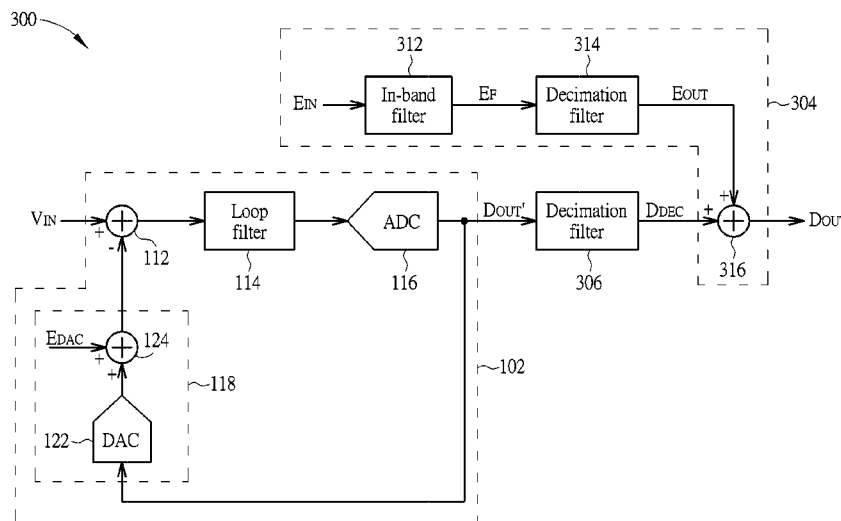 300
312
314
EIN
In-band
filter
EF
Decimation
filter
EOUT
304
VIN
+
-
112
Loop
filter
114
ADC
116
DOUT'
Decimation
filter
306
DDEC
+
+
316
DOUT
EDAC
+
+
124
102
118
122
DAC